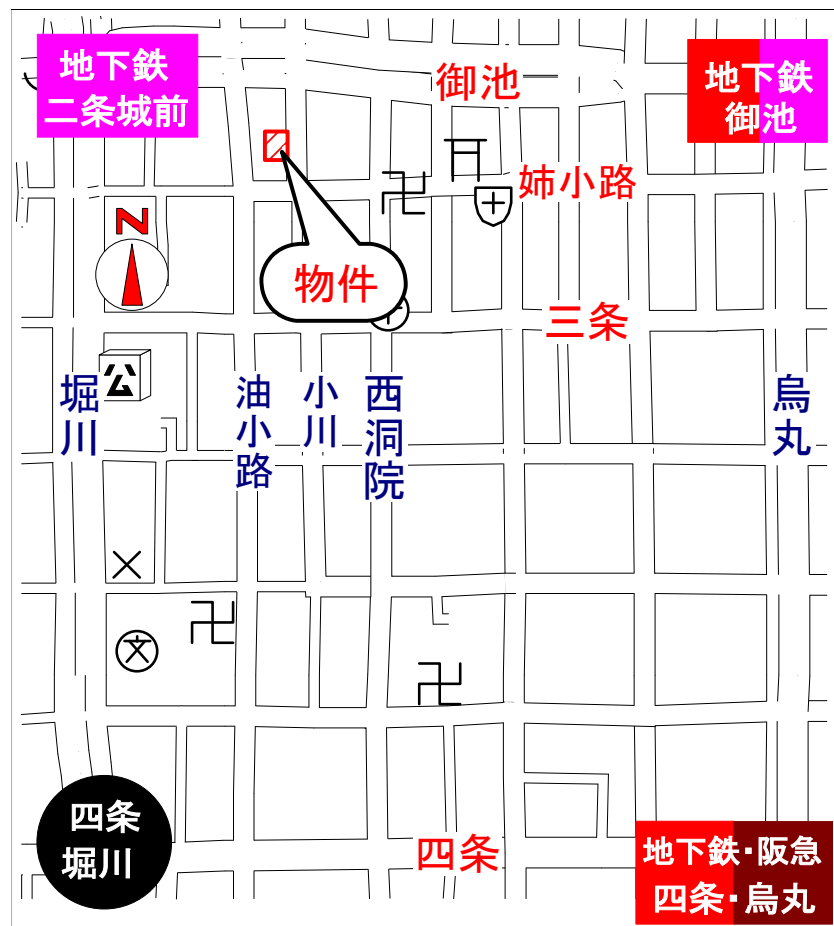 地下鉄
二条城前
御池
地下鉄
御池
姉小路
N
物件
三条
公
堀川
油小路
小川
西洞院
烏丸
文
四条
堀川
四条
地下鉄・阪急
四条・烏丸